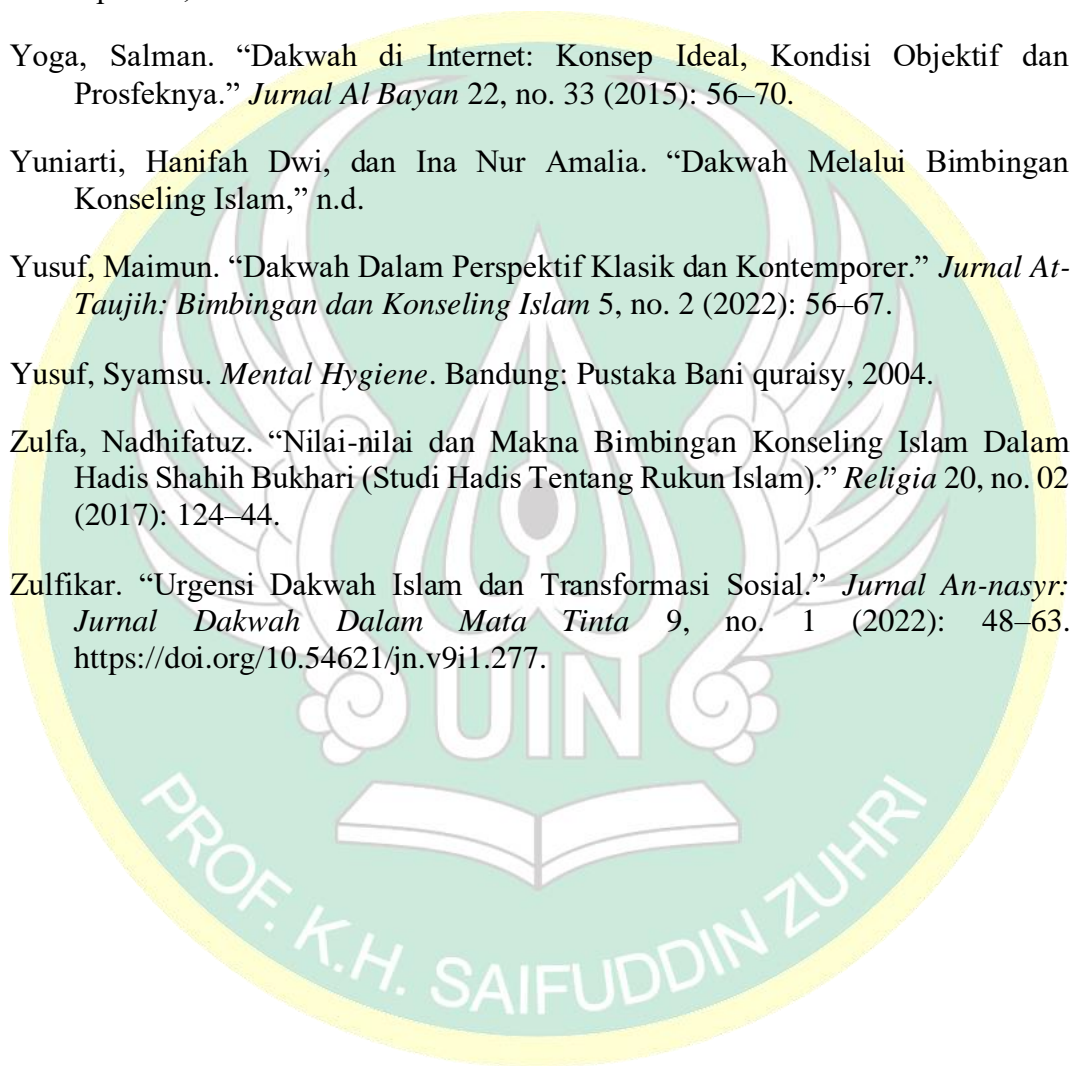 Yoga, Salman. “Dakwah di Internet: Konsep Ideal, Kondisi Objektif dan
Prosfeknya.” Jurnal Al Bayan 22, no. 33 (2015): 56–70.
Yuniarti, Hanifah Dwi, dan Ina Nur Amalia. “Dakwah Melalui Bimbingan
Konseling Islam,” n.d.
Yusuf, Maimun. “Dakwah Dalam Perspektif Klasik dan Kontemporer.” Jurnal At-
Taujih: Bimbingan dan Konseling Islam 5, no. 2 (2022): 56–67.
Yusuf, Syamsu. Mental Hygiene. Bandung: Pustaka Bani quraisy, 2004.
Zulfa, Nadhifatuz. “Nilai-nilai dan Makna Bimbingan Konseling Islam Dalam
Hadis Shahih Bukhari (Studi Hadis Tentang Rukun Islam).” Religia 20, no. 02
(2017): 124–44.
Zulfikar. “Urgensi Dakwah Islam dan Transformasi Sosial.” Jurnal An-nasyr:
Jurnal Dakwah Dalam Mata Tinta 9, no. 1 (2022): 48–63.
https://doi.org/10.54621/jn.v9i1.277.
UIN
PROF. K.H. SAIFUDDIN ZUHRI